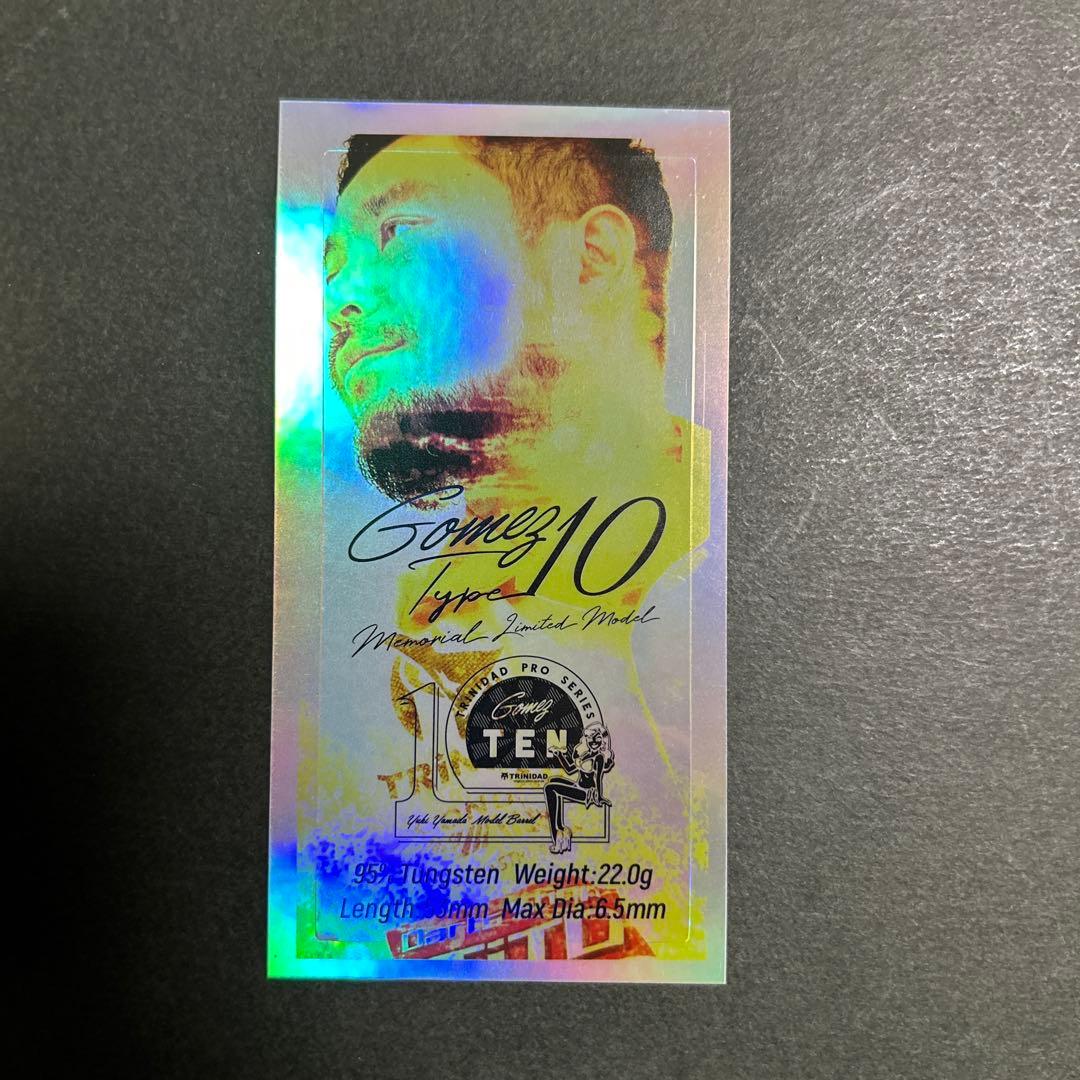 Gomez 10
Type
Memorial Limited Model
TRINIDAD PRO SERIES
Gomez
TEN
TRINIDAD
Yuki Yamada Model Barrel
95% Tungsten Weight:22.0g
Max Dia:6.5mm